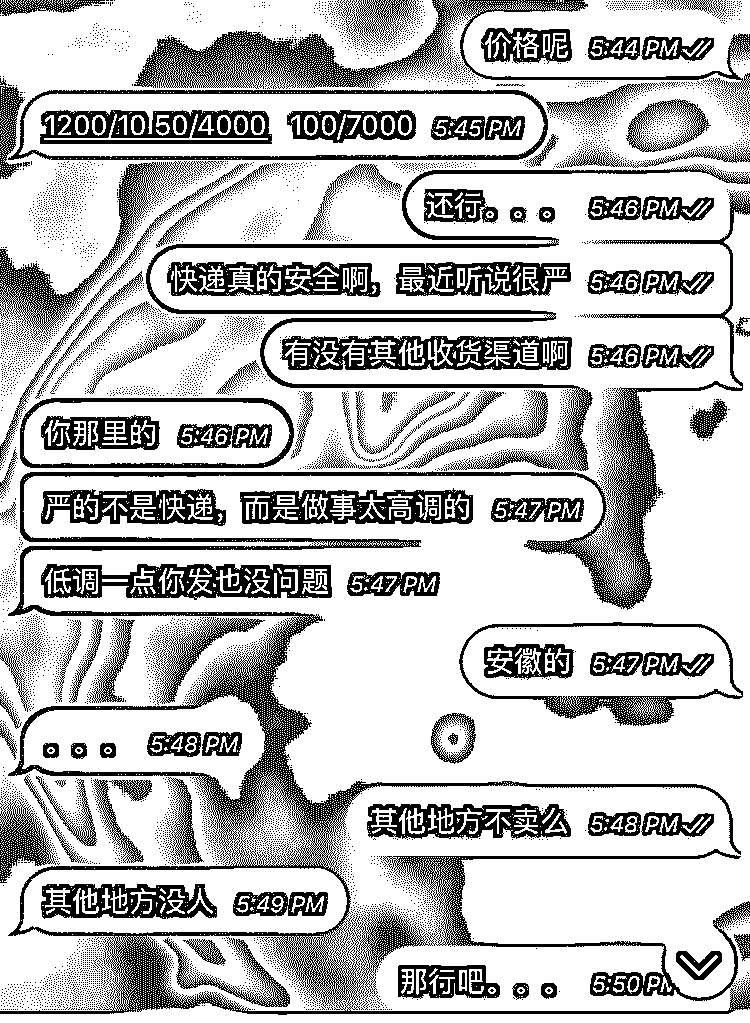 价格呢 5:44 PM
1200/10 50/4000 100/7000 5:45 PM
还行。。。 5:46 PM
快递真的安全啊，最近听说很严 5:46 PM
有没有其他收货渠道啊 5:46 PM
你那里的 5:46 PM
严的不是快递，而是做事太高调的 5:47 PM
低调一点你发也没问题 5:47 PM
安徽的 5:47 PM
。。。 5:48 PM
其他地方不卖么 5:48 PM
其他地方没人 5:49 PM
那行吧。。。 5:50 PM